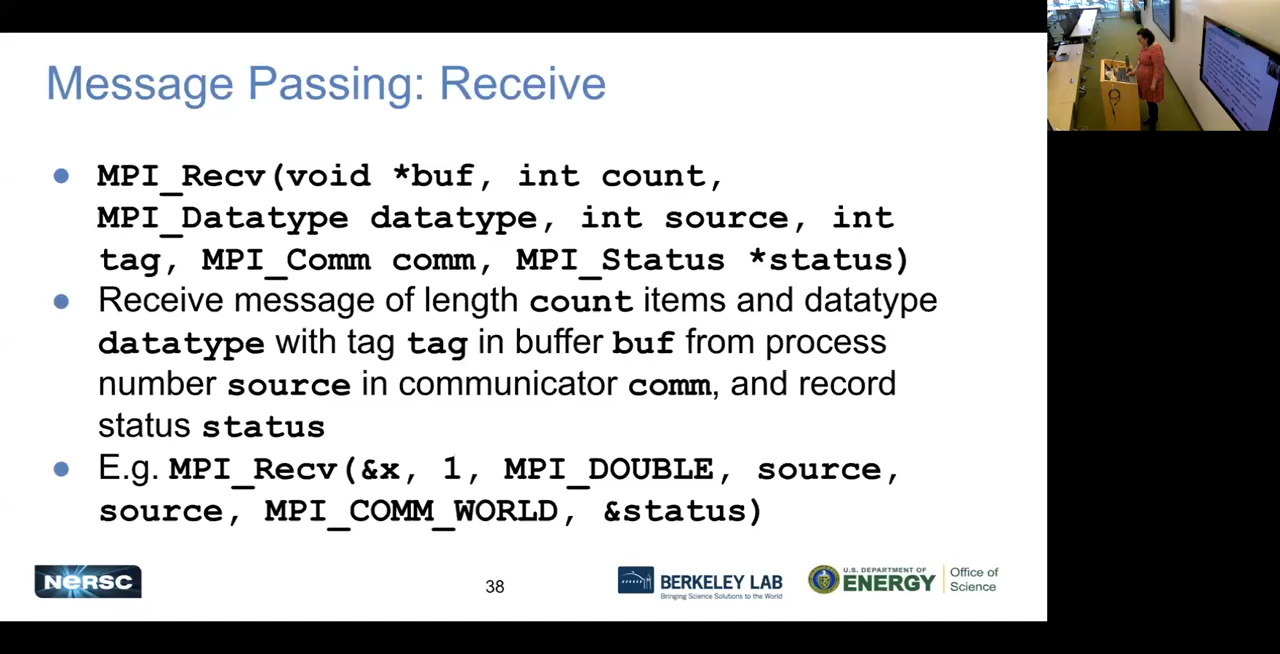 Message Passing: Receive
● MPI_Recv(void *buf, int count,
MPI_Datatype datatype, int source, int
tag, MPI_Comm comm, MPI_Status *status)
● Receive message of length count items and datatype
datatype with tag tag in buffer buf from process
number source in communicator comm, and record
status status
● E.g. MPI_Recv(&x, 1, MPI_DOUBLE, source,
source, MPI_COMM_WORLD, &status)
NERSC
38
BERKELEY LAB
Bringing Science Solutions to the World
U.S. DEPARTMENT OF
ENERGY
Office of
Science